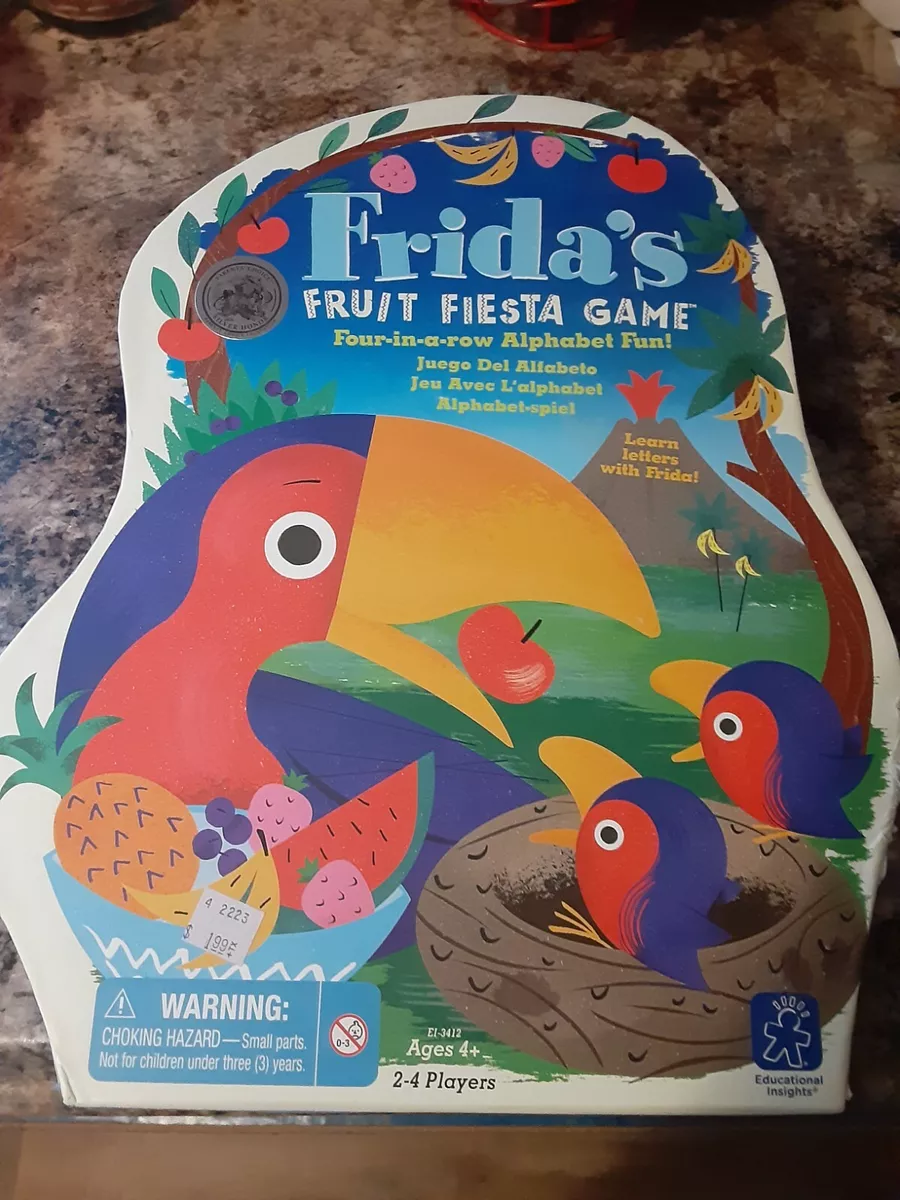 Frida's
FRUIT FIESTA GAME™
Four-in-a-row Alphabet Fun!
Juego Del Alfabeto
Jeu Avec L'alphabet
Alphabet-spiel
Learn
letters
with Frida!
4 2223
$ 1.99
WARNING:
CHOKING HAZARD — Small parts.
Not for children under three (3) years.
0-3
EI-3412
Ages 4+
2-4 Players
Educational
Insights®